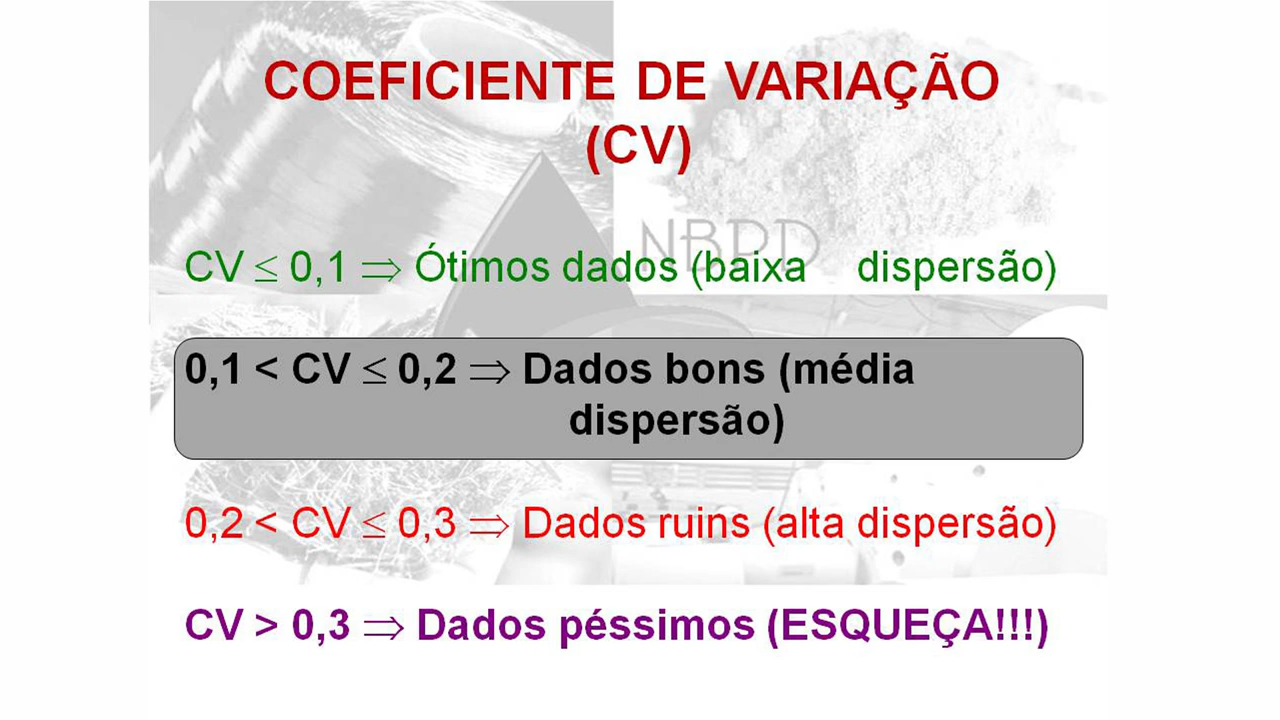 COEFICIENTE DE VARIAÇÃO
(CV)
NBPD
CV ≤ 0,1 ⇒ Ótimos dados (baixa dispersão)
0,1 < CV ≤ 0,2 ⇒ Dados bons (média
dispersão)
0,2 < CV ≤ 0,3 ⇒ Dados ruins (alta dispersão)
CV > 0,3 ⇒ Dados péssimos (ESQUEÇA!!!)